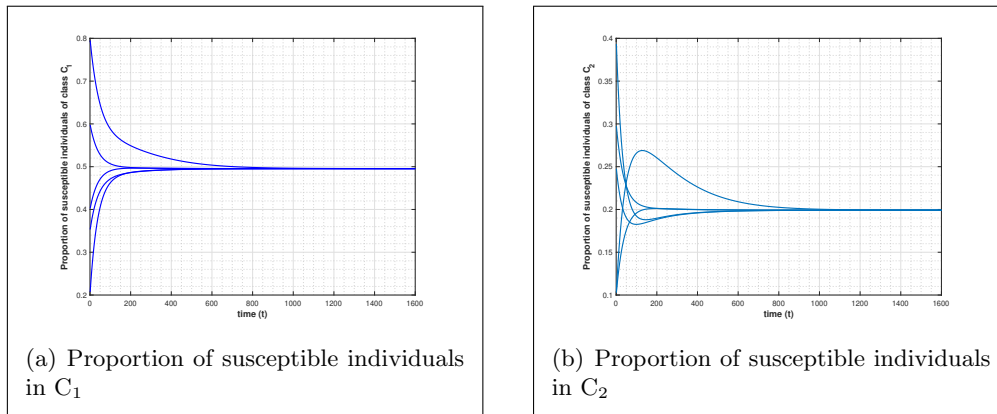 Proportion of susceptible individuals of class C₁
0.8
0.7
0.6
0.5
0.4
0.3
0.2
0 200 400 600 800 1000 1200 1400 1600
time (t)
(a) Proportion of susceptible individuals
in C₁
Proportion of susceptible individuals of class C₂
0.4
0.35
0.3
0.25
0.2
0.15
0.1
0 200 400 600 800 1000 1200 1400 1600
time (t)
(b) Proportion of susceptible individuals
in C₂